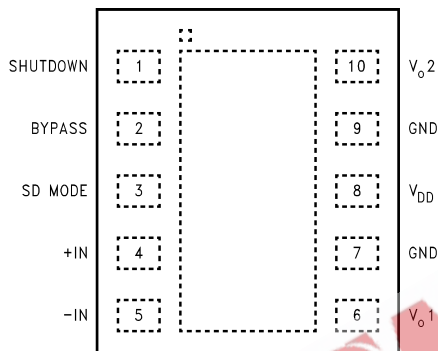 SHUTDOWN 1 10 Vo2
BYPASS 2 9 GND
SD MODE 3 8 VDD
+IN 4 7 GND
-IN 5 6 Vo1